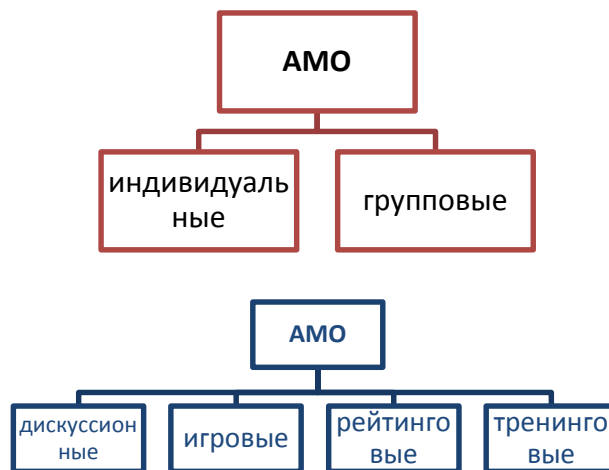 АМО
индивидуаль
ные
групповые
АМО
дискуссион
ные
игровые
рейтинго
вые
тренинго
вые